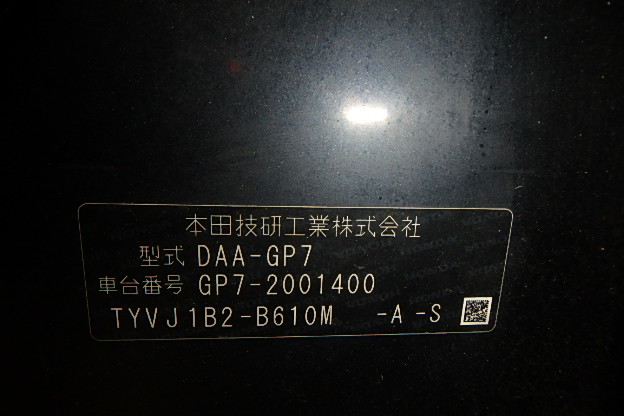 本田技研工業株式会社
型式 DAA-GP7
車台番号 GP7-2001400
TYVJ1B2-B610M -A -S